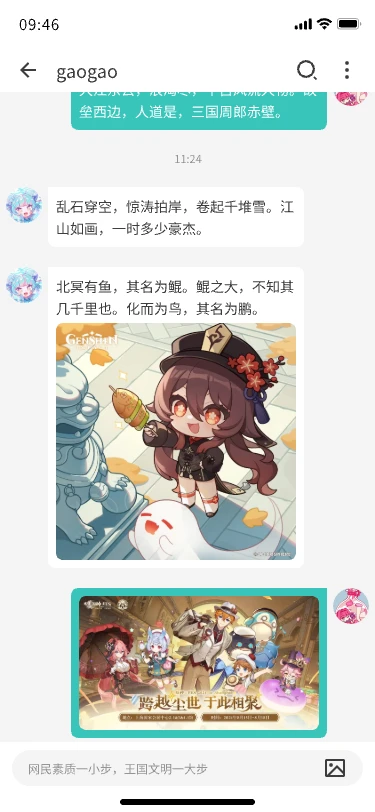 09:46
gaogao
垒西边，人道是，三国周郎赤壁。
11:24
乱石穿空，惊涛拍岸，卷起千堆雪。江
山如画，一时多少豪杰。
北冥有鱼，其名为鲲。鲲之大，不知其
几千里也。化而为鸟，其名为鹏。
GENSHIN
跨越尘世 于此相聚
网民素质一小步，王国文明一大步